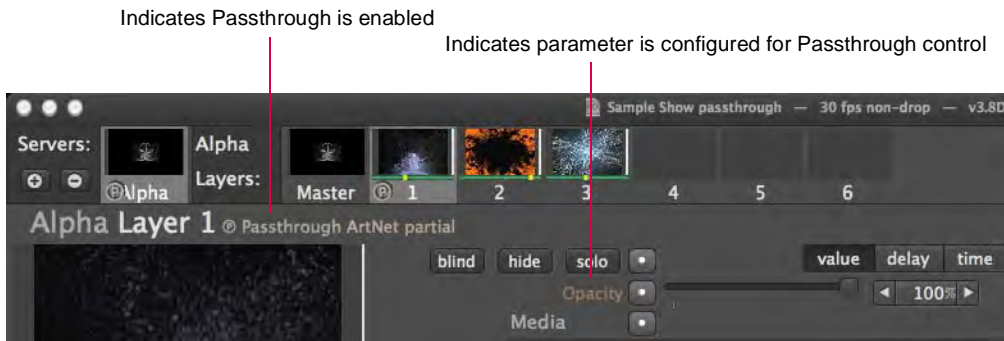 Indicates Passthrough is enabled
Indicates parameter is configured for Passthrough control
Sample Show passthrough — 30 fps non-drop — v3.8D
Servers: Alpha
Layers:
Ⓟ Alpha Master Ⓟ 1 2 3 4 5 6
Alpha Layer 1 Ⓟ Passthrough ArtNet partial
blind hide solo value delay time
Opacity 100%
Media